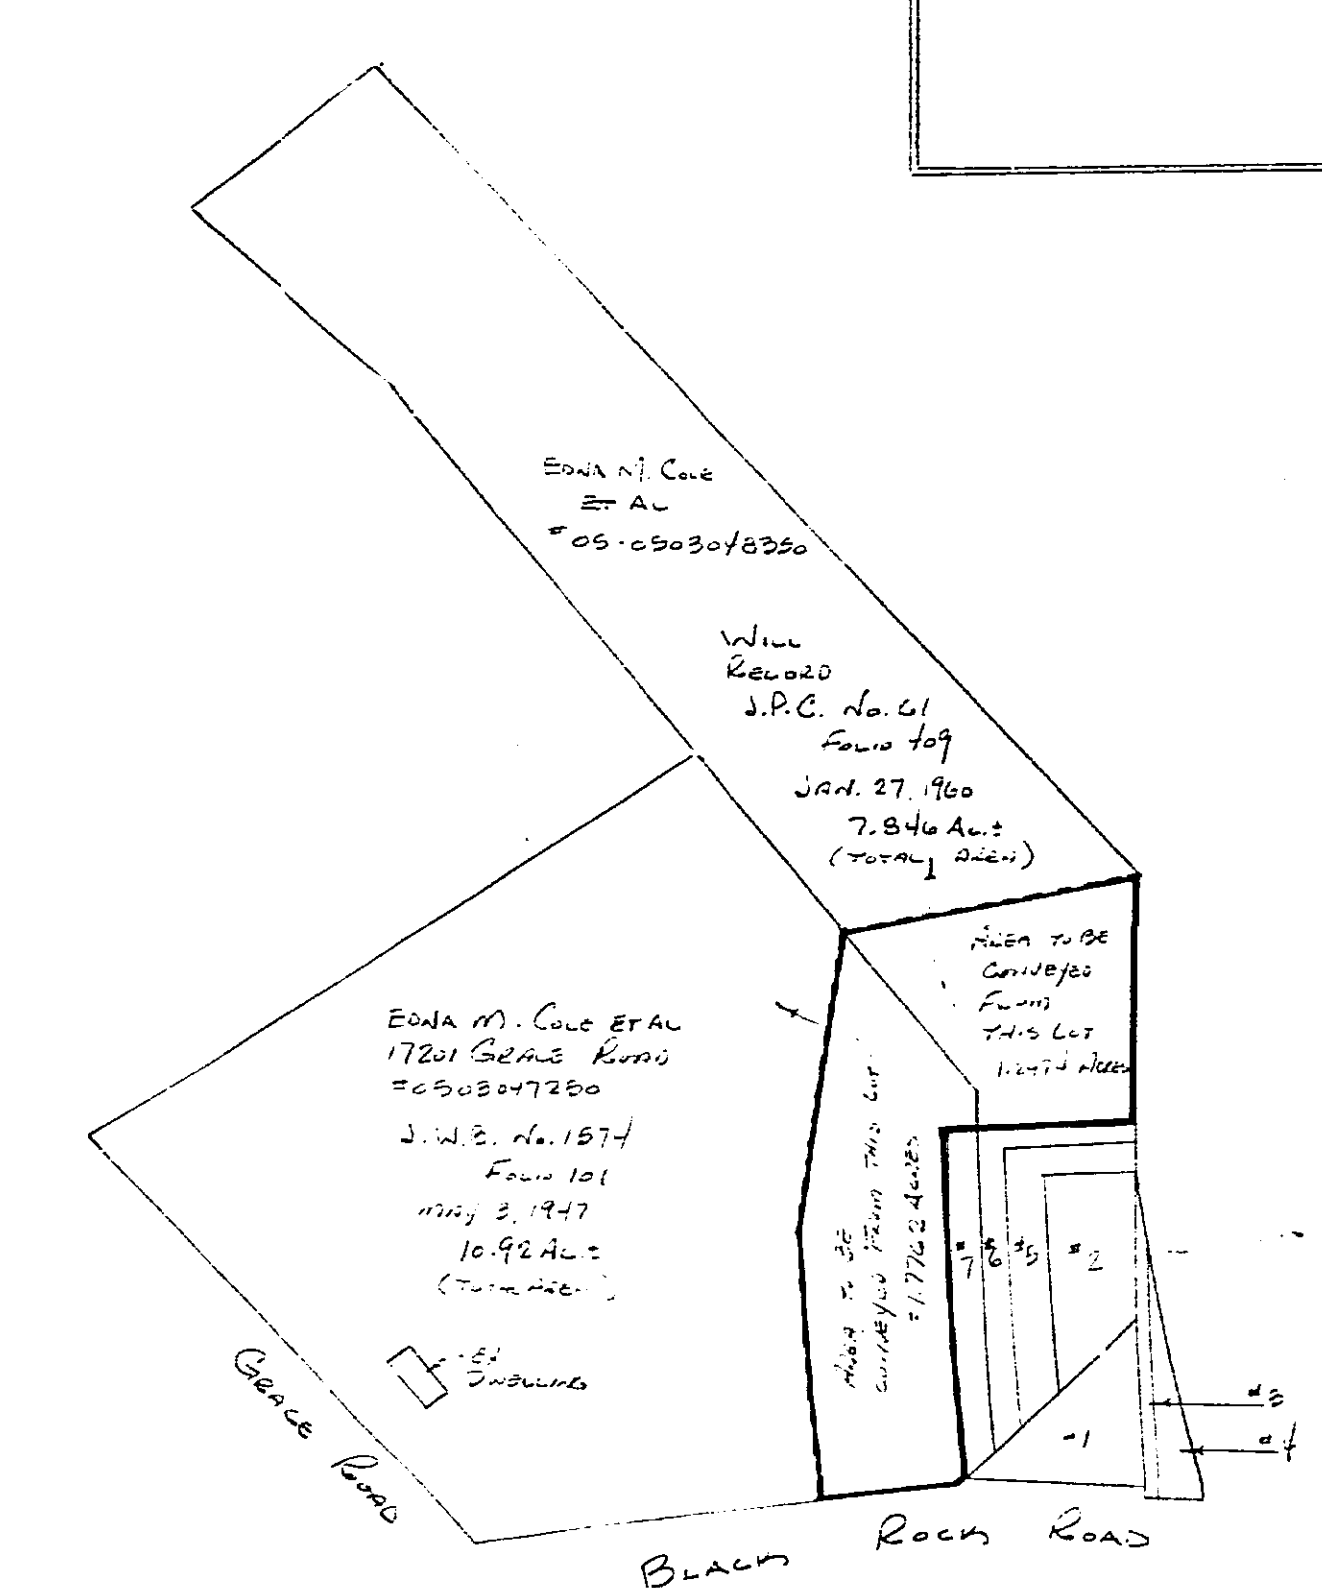 EDNA M. COLE
ET AL
#05-0503048350
WILL
RECORD
J.P.C. No. 61
FOLIO 409
JAN. 27, 1960
7.846 AC.±
(TOTAL AREA)
AREA TO BE
CONVEYED
FROM
THIS LOT
ACRES
EDNA M. COLE ET AL
17201 GRACE ROAD
#0503047250
J.W.B. No. 1574
FOLIO 101
MAY 3, 1947
10.92 AC.±
(TOTAL AREA)
EX
DWELLING
AREA TO BE
CONVEYED FROM THIS LOT
=1.7762 ACRES
#7
#6
#5
#2
#3
#1
#4
GRACE ROAD
BLACK ROCK ROAD